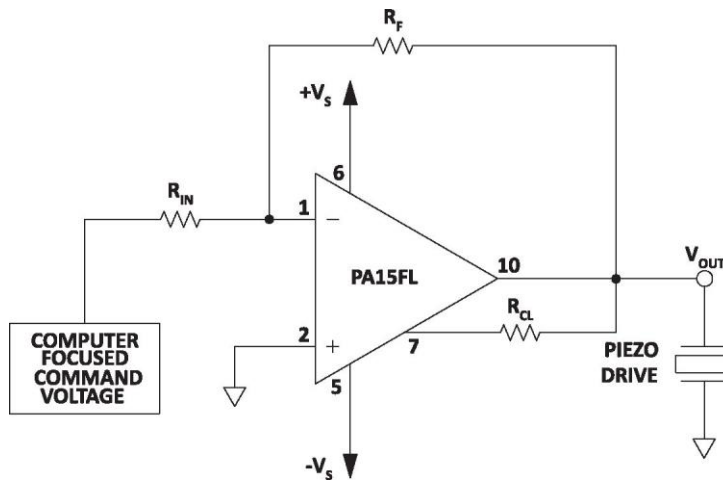 R_F
+V_S
6
R_IN
1
−
PA15FL
10
V_OUT
R_CL
COMPUTER
FOCUSED
COMMAND
VOLTAGE
2
+
7
PIEZO
DRIVE
5
-V_S